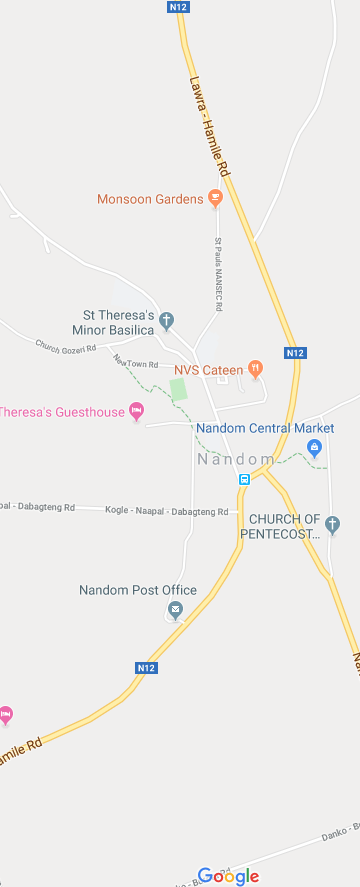 N12
Lawra - Hamile Rd
Monsoon Gardens
St Pauls NANSEC Rd
St Theresa's
Minor Basilica
Church Gozeri Rd
N12
NewTown Rd
NVS Cateen
Theresa's Guesthouse
Nandom Central Market
Nandom
Kogle - Naapal - Dabagteng Rd
pal - Dabagteng Rd
CHURCH OF
PENTECOST...
Nandom Post Office
N12
Nan
amile Rd
Danko - B
Google